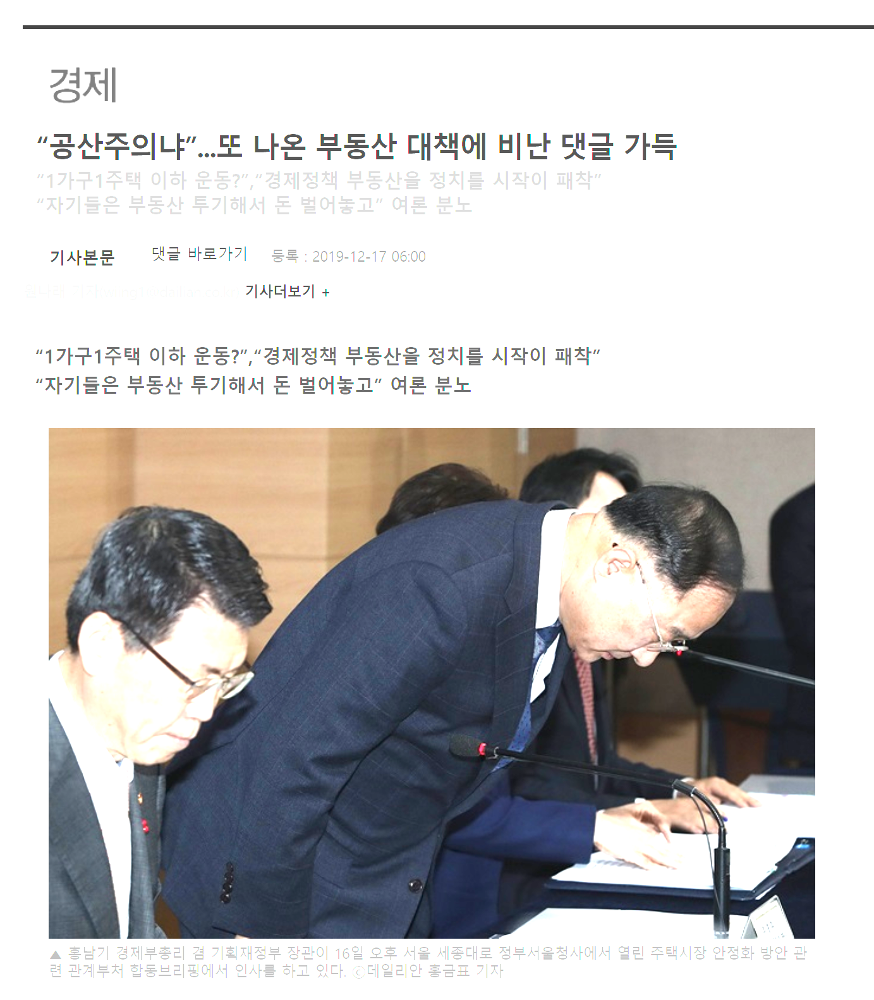 경제
“공산주의냐”...또 나온 부동산 대책에 비난 댓글 가득
“1가구1주택 이하 운동?”,“경제정책 부동산을 정치를 시작이 패착”
“자기들은 부동산 투기해서 돈 벌어놓고” 여론 분노
기사본문 댓글 바로가기 등록 : 2019-12-17 06:00
원나래 기자 기사더보기 +
“1가구1주택 이하 운동?”,“경제정책 부동산을 정치를 시작이 패착”
“자기들은 부동산 투기해서 돈 벌어놓고” 여론 분노
▲ 홍남기 경제부총리 겸 기획재정부 장관이 16일 오후 서울 세종대로 정부서울청사에서 열린 주택시장 안정화 방안 관
련 관계부처 합동브리핑에서 인사를 하고 있다. ⓒ데일리안 홍금표 기자